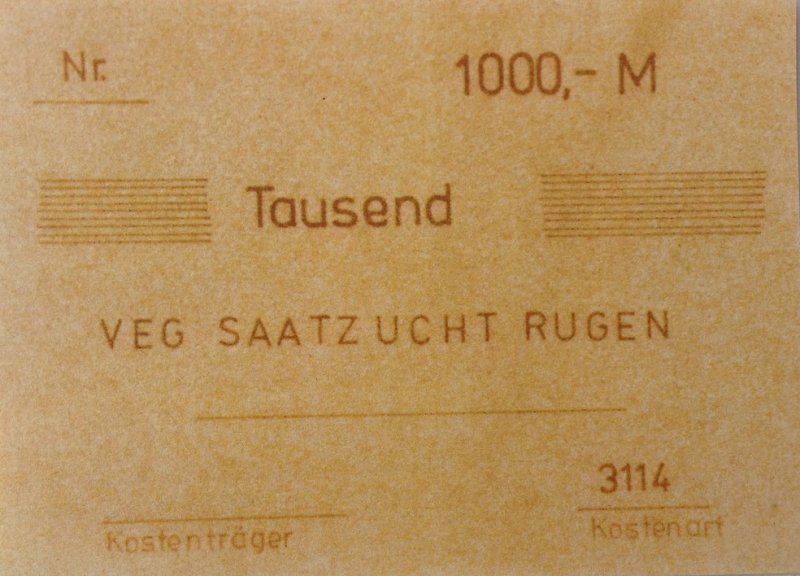 Nr. 1000,- M
Tausend
VEG SAATZUCHT RUGEN
3114
Kostenträger Kostenart